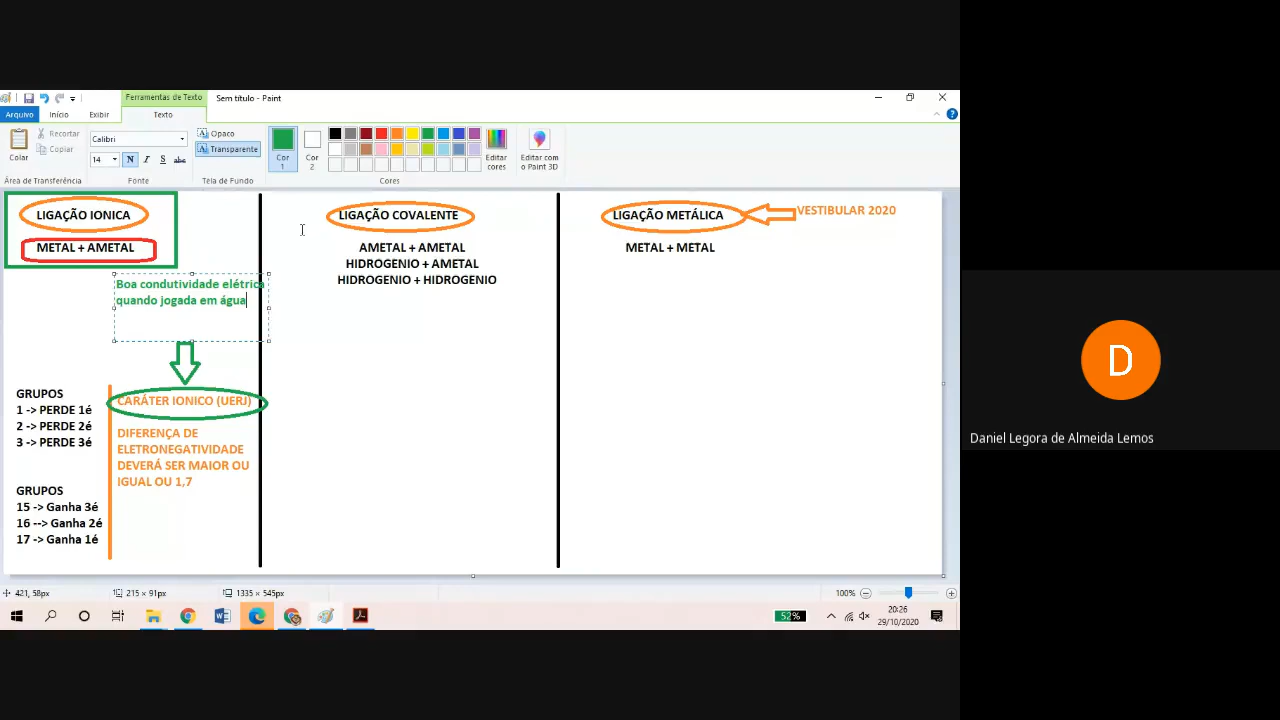 Ferramentas de Texto
Sem título - Paint
Arquivo
Início
Exibir
Texto
Colar
Recortar
Copiar
Área de Transferência
Calibri
14
N I S abc
Fonte
Opaco
Transparente
Tela de Fundo
Cor 1
Cor 2
Editar cores
Editar com o Paint 3D
Cores
LIGAÇÃO IONICA
METAL + AMETAL
Boa condutividade elétrica
quando jogada em água
CARÁTER IONICO (UERJ)
DIFERENÇA DE
ELETRONEGATIVIDADE
DEVERÁ SER MAIOR OU
IGUAL OU 1,7
GRUPOS
1 -> PERDE 1é
2 -> PERDE 2é
3 -> PERDE 3é
GRUPOS
15 -> Ganha 3é
16 --> Ganha 2é
17 -> Ganha 1é
LIGAÇÃO COVALENTE
AMETAL + AMETAL
HIDROGENIO + AMETAL
HIDROGENIO + HIDROGENIO
LIGAÇÃO METÁLICA
VESTIBULAR 2020
METAL + METAL
421, 58px
215 × 91px
1335 × 545px
100%
52%
20:26
29/10/2020
D
Daniel Legora de Almeida Lemos